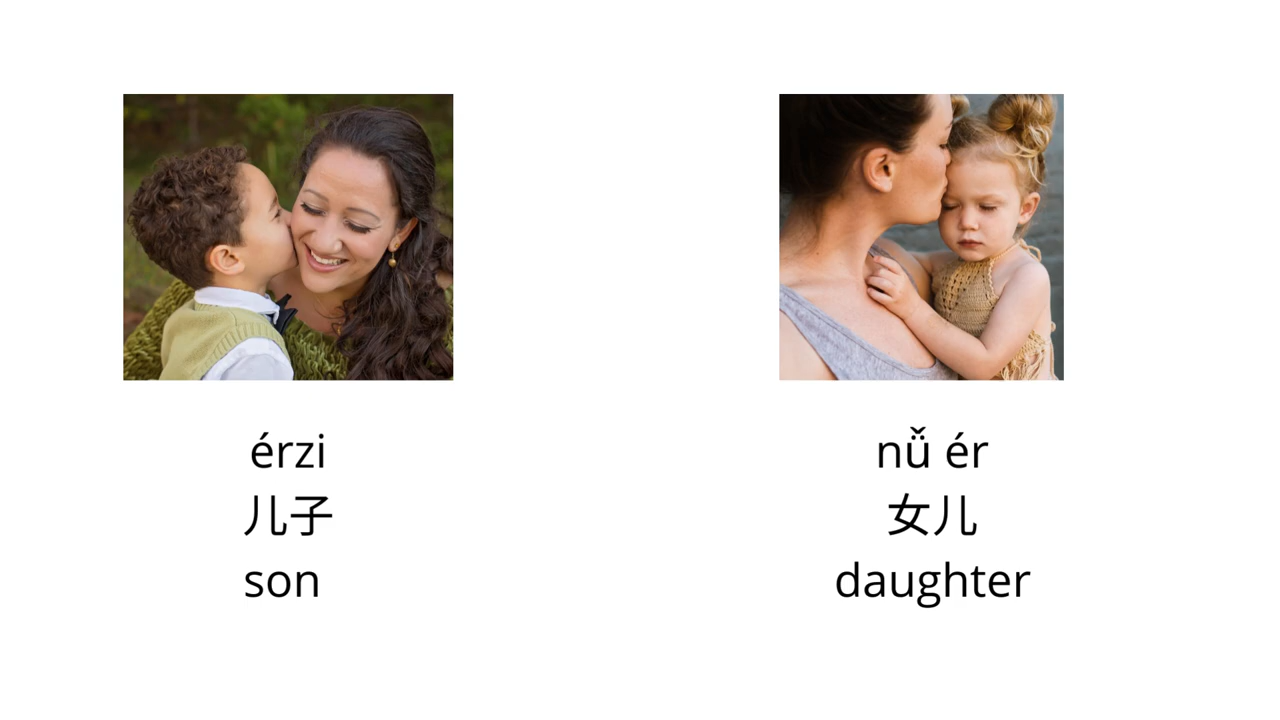 érzi
儿子
son
nǚ ér
女儿
daughter